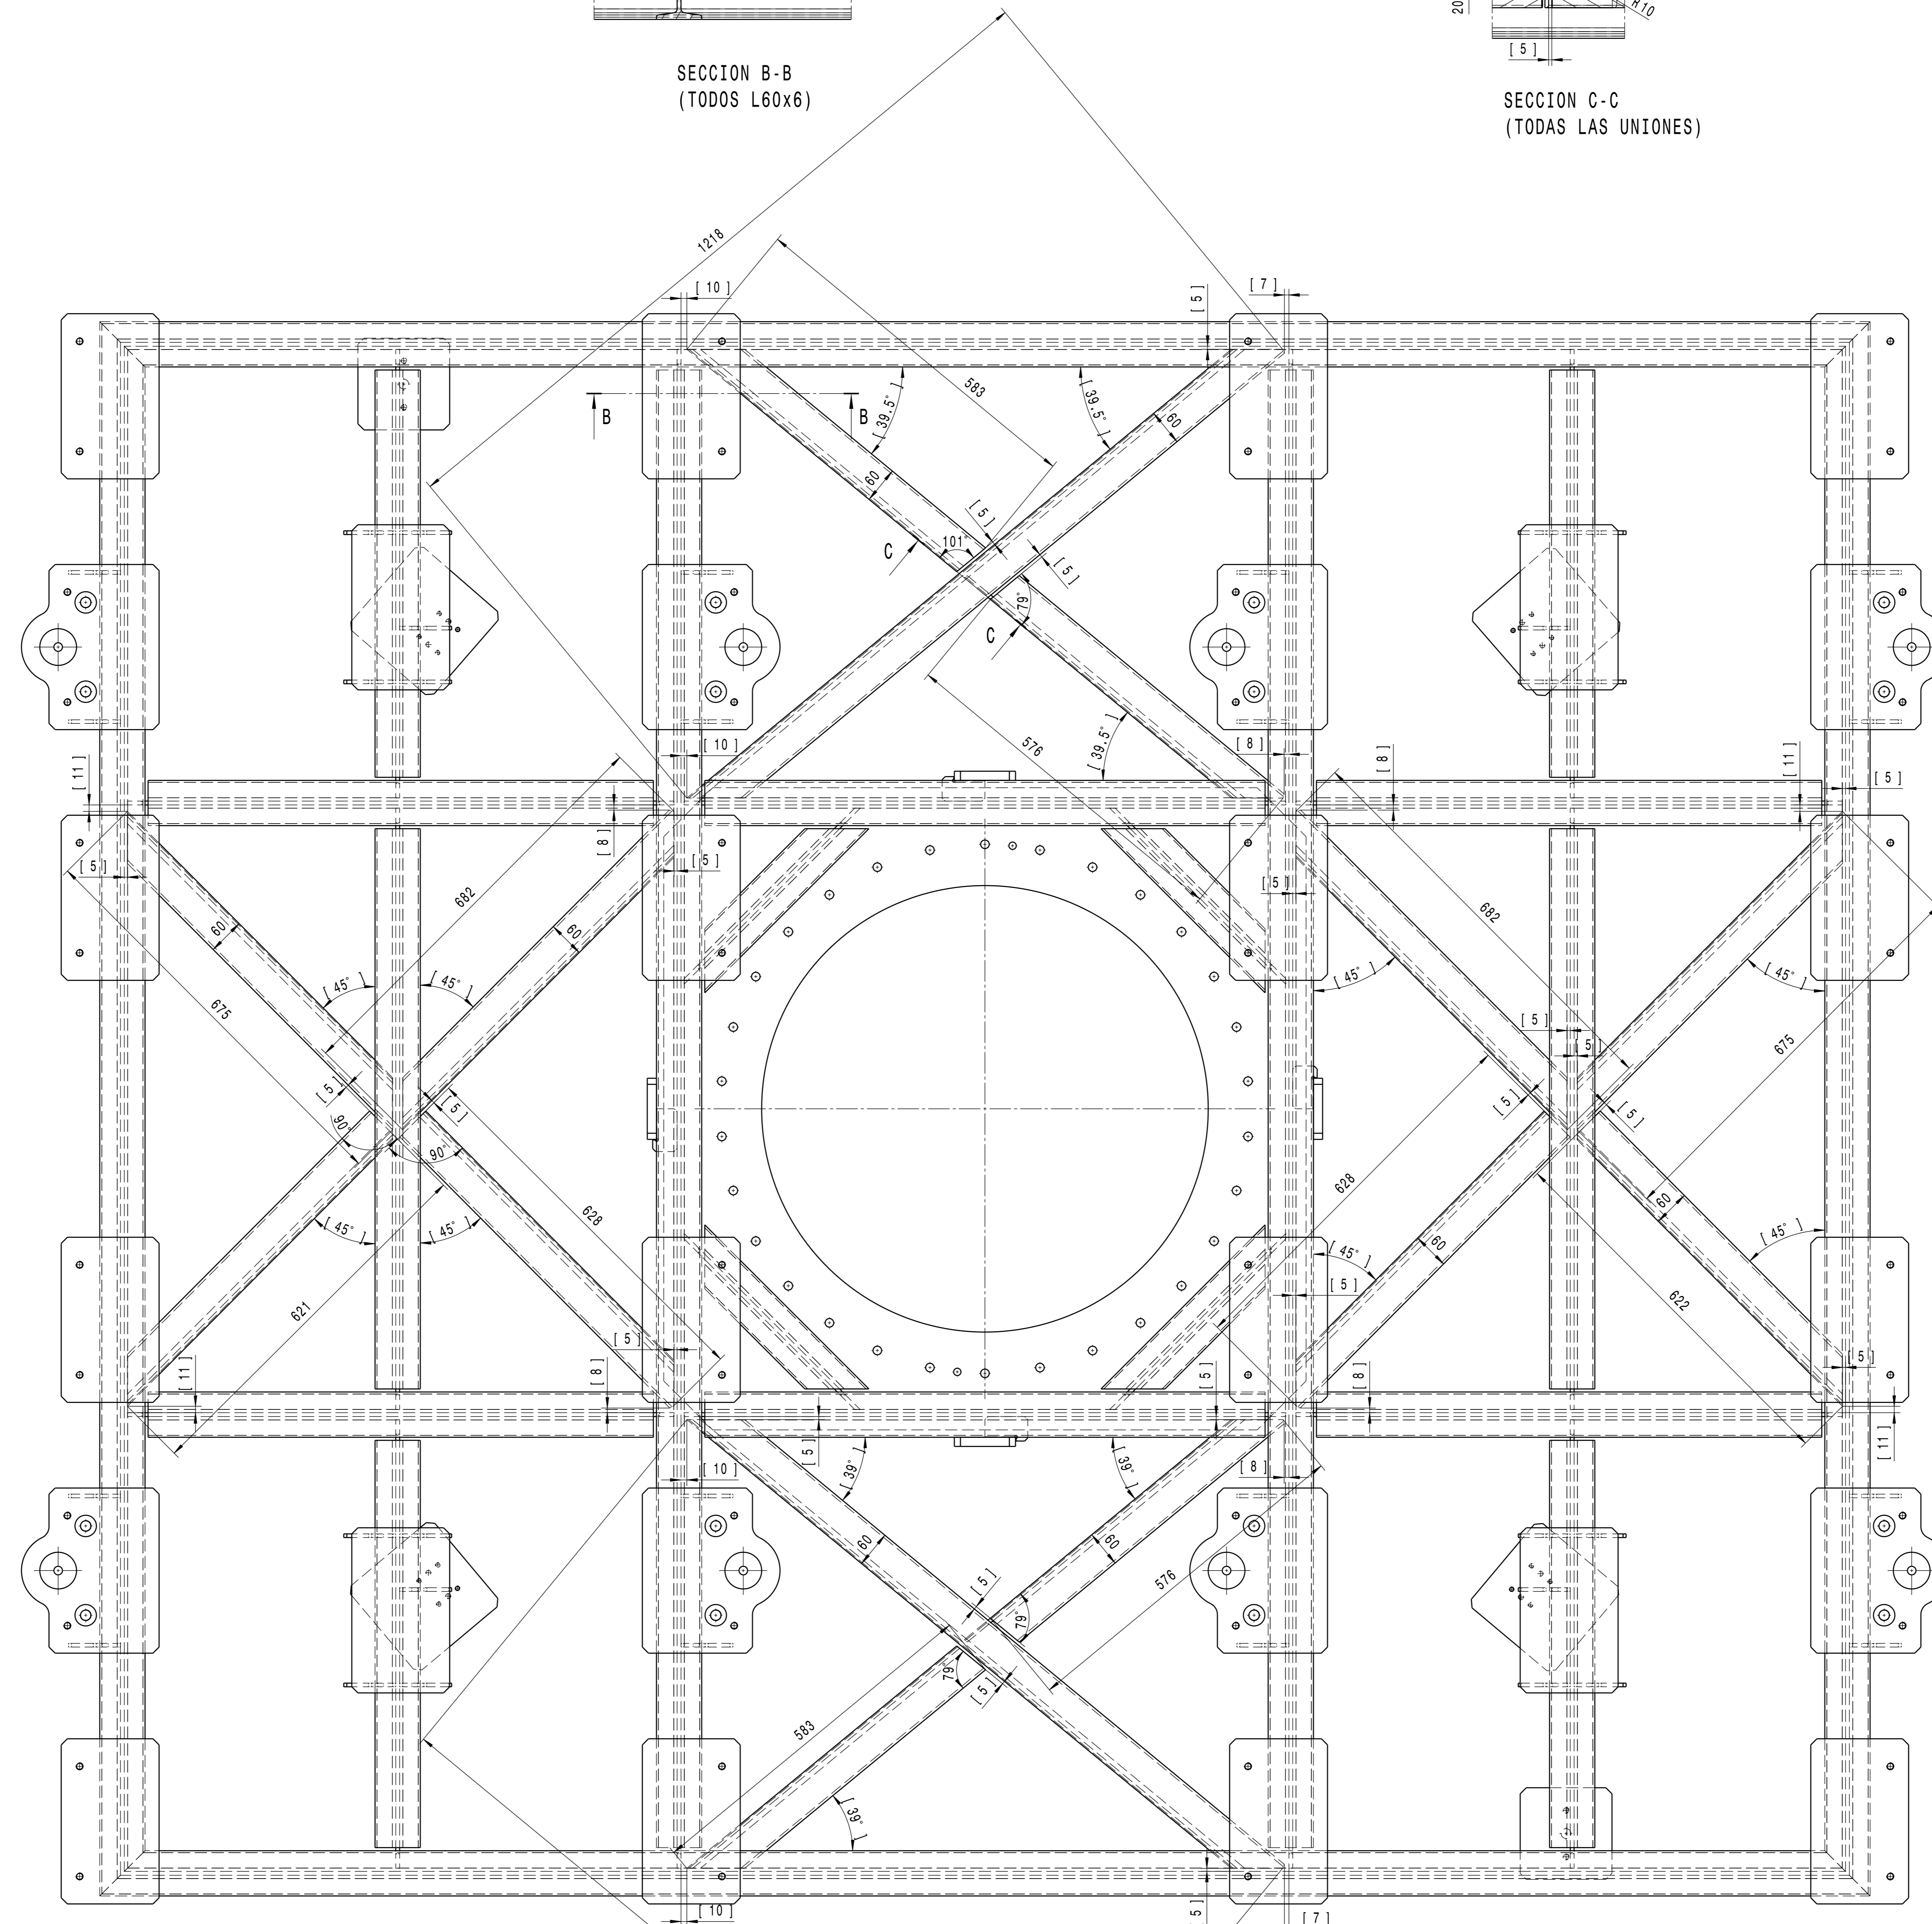 20
R10
[ 5 ]
SECCION B-B
(TODOS L60x6)
SECCION C-C
(TODAS LAS UNIONES)
1218
[ 10 ]
[ 7 ]
[ 5 ]
583
[ 39.5° ]
[ 39.5° ]
60
B
B
60
[ 5 ]
C
101°
[ 5 ]
79°
C
576
[ 39.5° ]
[ 10 ]
[ 8 ]
[ 8 ]
[ 11 ]
[ 11 ]
[ 5 ]
[ 8 ]
[ 5 ]
[ 5 ]
[ 5 ]
682
682
60
60
675
[ 45° ]
[ 45° ]
[ 45° ]
[ 45° ]
[ 5 ]
[ 5 ]
675
[ 5 ]
[ 5 ]
[ 5 ]
[ 5 ]
90°
90°
628
628
60
60
[ 45° ]
[ 45° ]
[ 45° ]
[ 45° ]
621
622
[ 5 ]
[ 5 ]
[ 5 ]
[ 11 ]
[ 8 ]
[ 5 ]
[ 8 ]
[ 11 ]
[ 5 ]
[ 10 ]
[ 39° ]
[ 39° ]
[ 8 ]
60
60
576
[ 5 ]
79°
79°
[ 5 ]
583
[ 39° ]
[ 10 ]
[ 5 ]
[ 7 ]